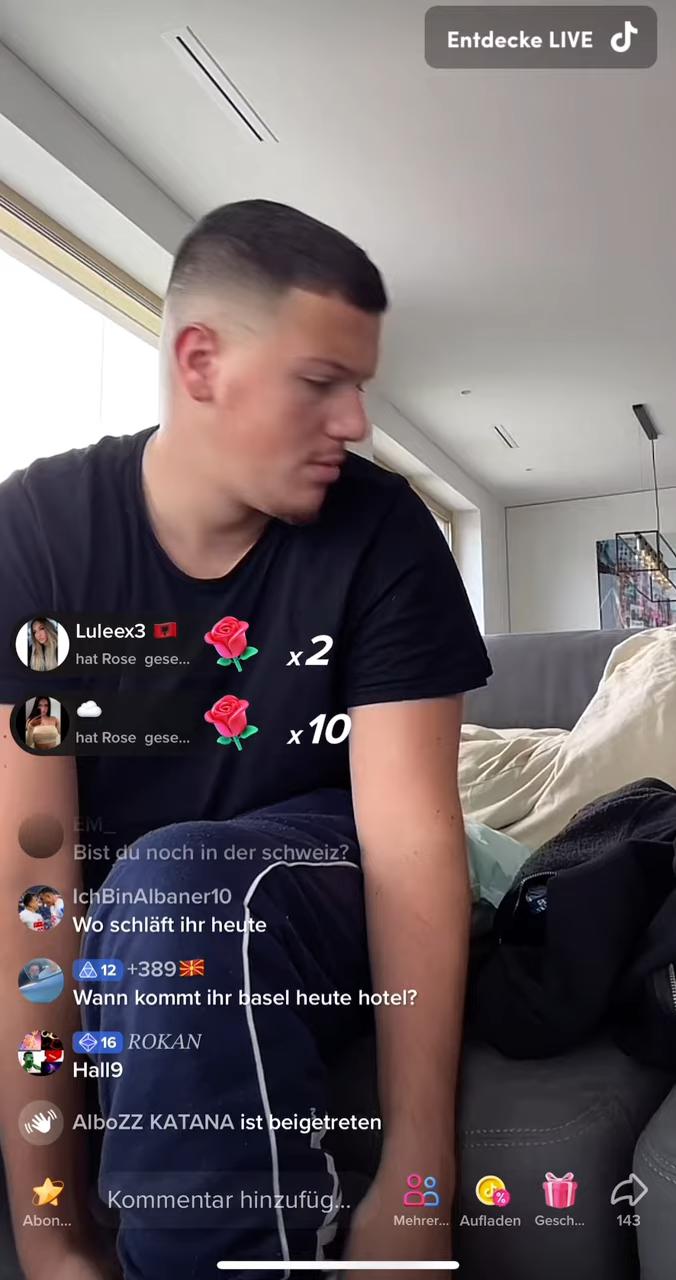 Entdecke LIVE
Luleex3 🇦🇱
hat Rose gese...
x2
☁️
hat Rose gese...
x10
EM_
Bist du noch in der schweiz?
IchBinAlbaner10
Wo schläft ihr heute
12 +389🇲🇰
Wann kommt ihr basel heute hotel?
16 ROKAN
Hall9
AlboZZ KATANA ist beigetreten
Kommentar hinzufüg...
Abon...
Mehrer...
Aufladen
Gesch...
143